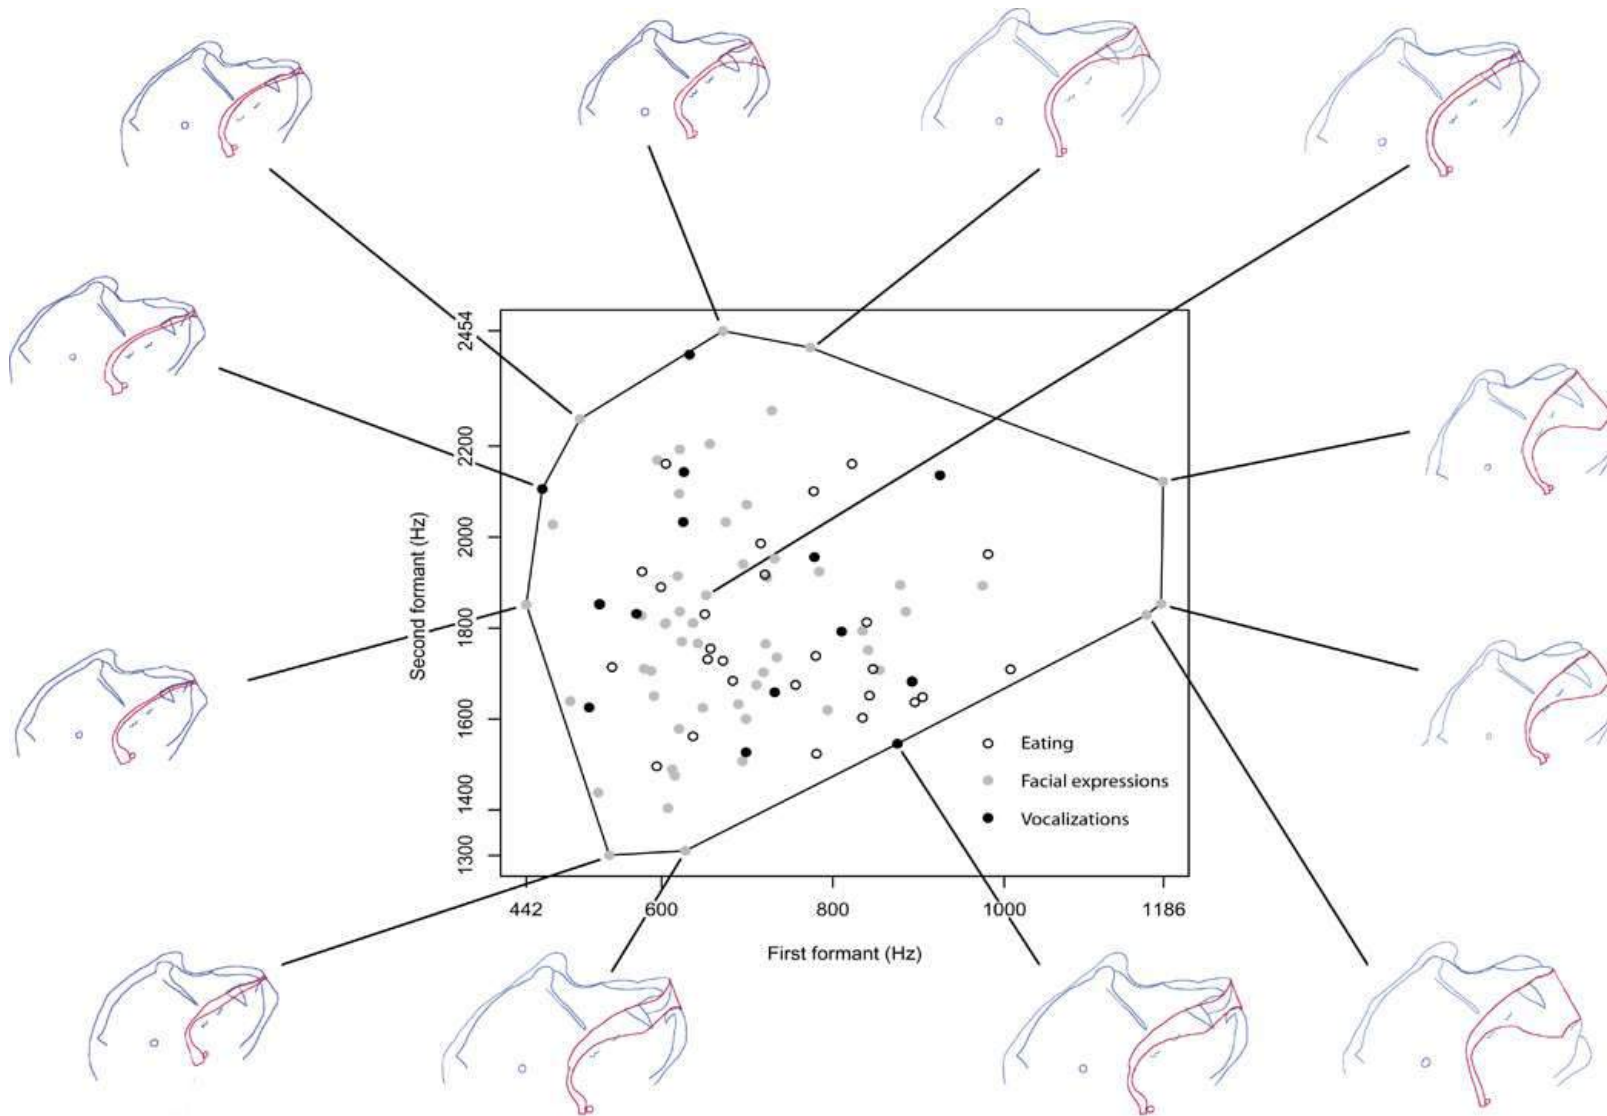 2454
2200
2000
1800
1600
1400
1300
Second formant (Hz)
Eating
Facial expressions
Vocalizations
442 600 800 1000 1186
First formant (Hz)